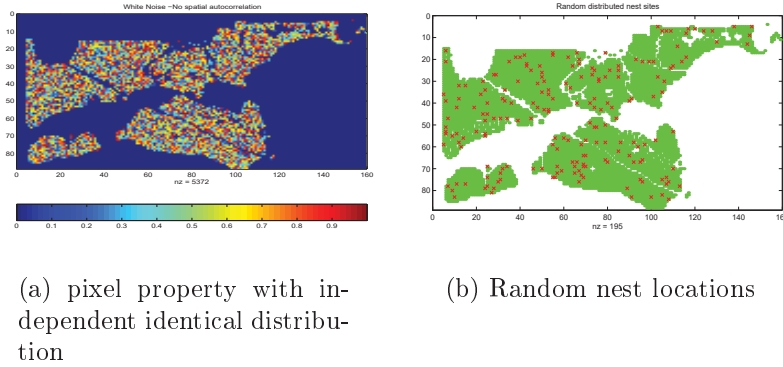 White Noise −No spatial autocorrelation
0
10
20
30
40
50
60
70
80
0 20 40 60 80 100 120 140 160
nz = 5372
0 0.1 0.2 0.3 0.4 0.5 0.6 0.7 0.8 0.9
(a) pixel property with in-
dependent identical distribu-
tion
Random distributed nest sites
0
10
20
30
40
50
60
70
80
0 20 40 60 80 100 120 140 160
nz = 195
(b) Random nest locations